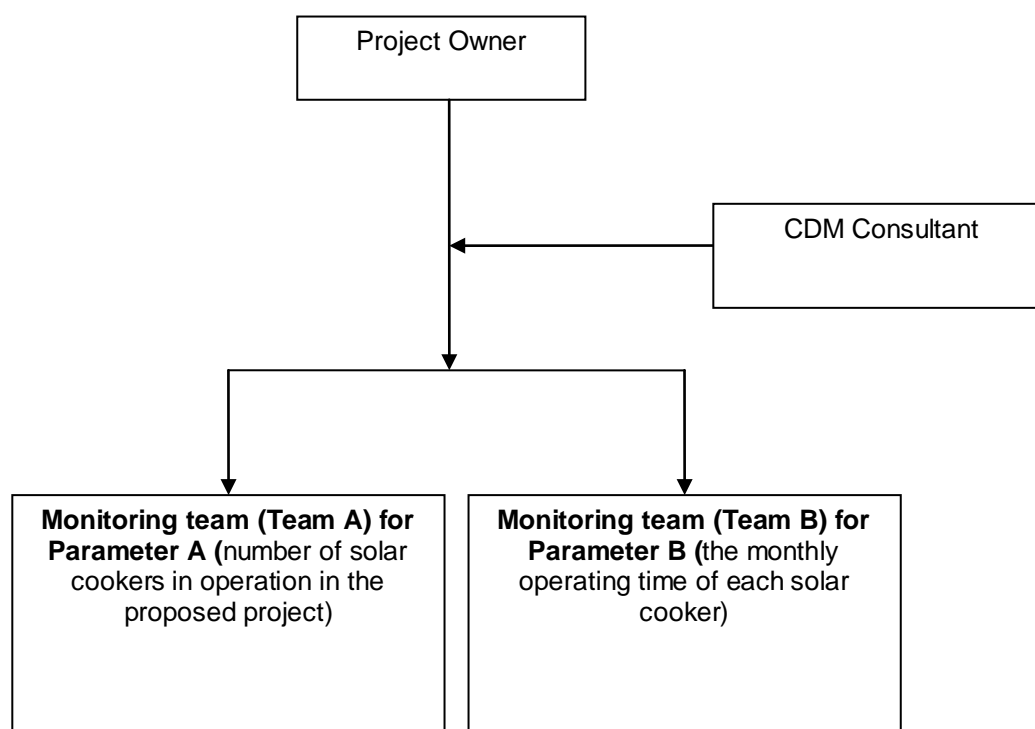 Project Owner
CDM Consultant
Monitoring team (Team A) for
Parameter A (number of solar
cookers in operation in the
proposed project)
Monitoring team (Team B) for
Parameter B (the monthly
operating time of each solar
cooker)